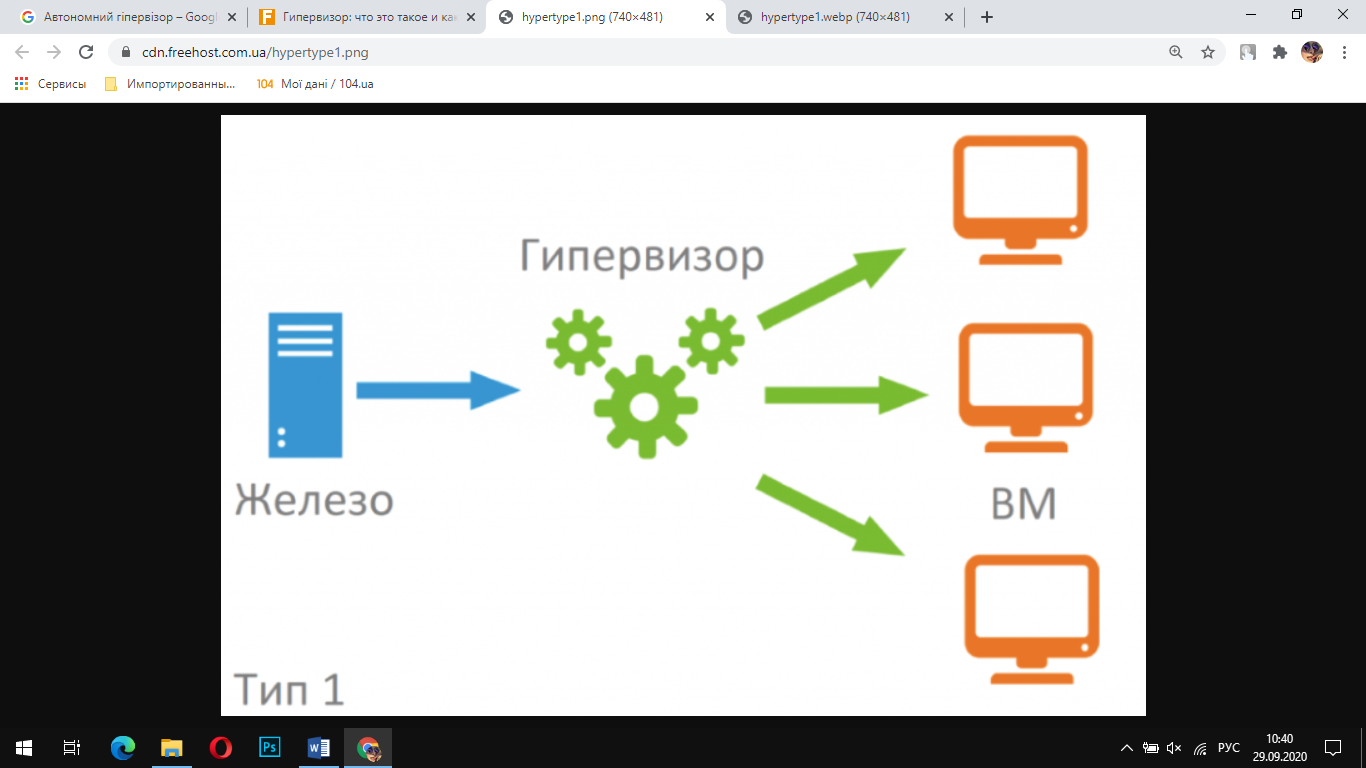 Автономний гіпервізор – Googl
Гипервизор: что это такое и как
hypertype1.png (740×481)
hypertype1.webp (740×481)
cdn.freehost.com.ua/hypertype1.png
Сервисы
Импортированны...
104 Мої дані / 104.ua
Гипервизор
Железо
ВМ
Тип 1
Ps
РУС
10:40
29.09.2020